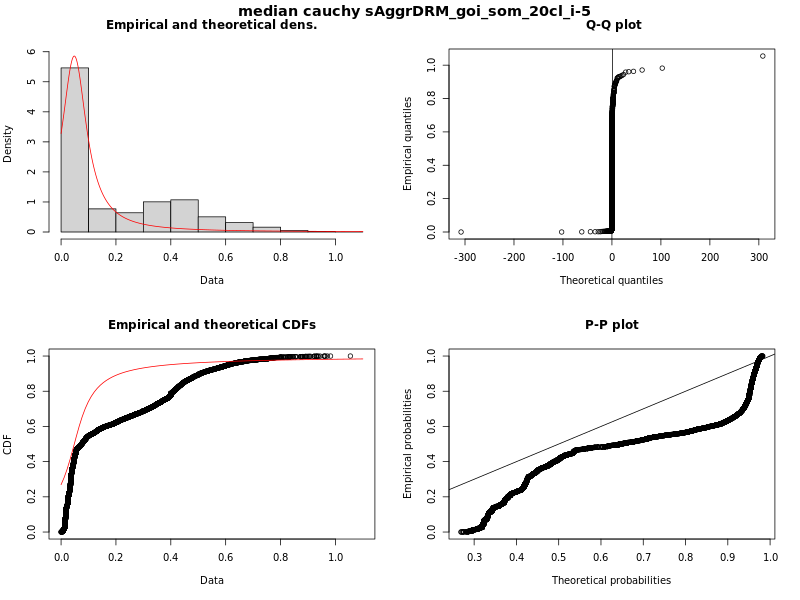 median cauchy sAggrDRM_goi_som_20cl_i-5
Empirical and theoretical dens.
Density
0 1 2 3 4 5 6
0.0 0.2 0.4 0.6 0.8 1.0
Data
Q-Q plot
Empirical quantiles
0.0 0.2 0.4 0.6 0.8 1.0
-300 -200 -100 0 100 200 300
Theoretical quantiles
Empirical and theoretical CDFs
CDF
0.0 0.2 0.4 0.6 0.8 1.0
0.0 0.2 0.4 0.6 0.8 1.0
Data
P-P plot
Empirical probabilities
0.0 0.2 0.4 0.6 0.8 1.0
0.3 0.4 0.5 0.6 0.7 0.8 0.9 1.0
Theoretical probabilities